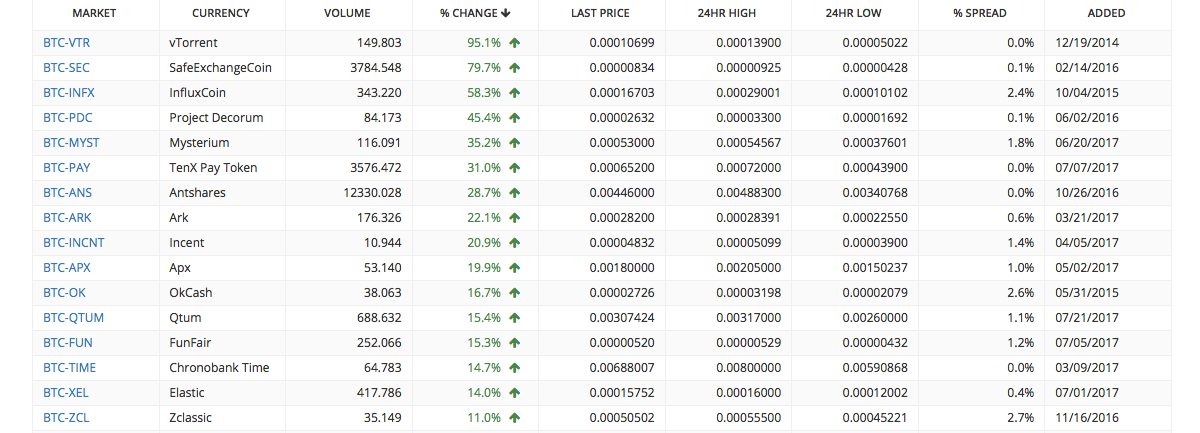 MARKET CURRENCY VOLUME % CHANGE LAST PRICE 24HR HIGH 24HR LOW % SPREAD ADDED
BTC-VTR vTorrent 149.803 95.1% 0.00010699 0.00013900 0.00005022 0.0% 12/19/2014
BTC-SEC SafeExchangeCoin 3784.548 79.7% 0.00000834 0.00000925 0.00000428 0.1% 02/14/2016
BTC-INFX InfluxCoin 343.220 58.3% 0.00016703 0.00029001 0.00010102 2.4% 10/04/2015
BTC-PDC Project Decorum 84.173 45.4% 0.00002632 0.00003300 0.00001692 0.1% 06/02/2016
BTC-MYST Mysterium 116.091 35.2% 0.00053000 0.00054567 0.00037601 1.8% 06/20/2017
BTC-PAY TenX Pay Token 3576.472 31.0% 0.00065200 0.00072000 0.00043900 0.0% 07/07/2017
BTC-ANS Antshares 12330.028 28.7% 0.00446000 0.00488300 0.00340768 0.0% 10/26/2016
BTC-ARK Ark 176.326 22.1% 0.00028200 0.00028391 0.00022550 0.6% 03/21/2017
BTC-INCNT Incent 10.944 20.9% 0.00004832 0.00005099 0.00003900 1.4% 04/05/2017
BTC-APX Apx 53.140 19.9% 0.00180000 0.00205000 0.00150237 1.0% 05/02/2017
BTC-OK OkCash 38.063 16.7% 0.00002726 0.00003198 0.00002079 2.6% 05/31/2015
BTC-QTUM Qtum 688.632 15.4% 0.00307424 0.00317000 0.00260000 1.1% 07/21/2017
BTC-FUN FunFair 252.066 15.3% 0.00000520 0.00000529 0.00000432 1.2% 07/05/2017
BTC-TIME Chronobank Time 64.783 14.7% 0.00688007 0.00800000 0.00590868 0.0% 03/09/2017
BTC-XEL Elastic 417.786 14.0% 0.00015752 0.00016000 0.00012002 0.4% 07/01/2017
BTC-ZCL Zclassic 35.149 11.0% 0.00050502 0.00055500 0.00045221 2.7% 11/16/2016